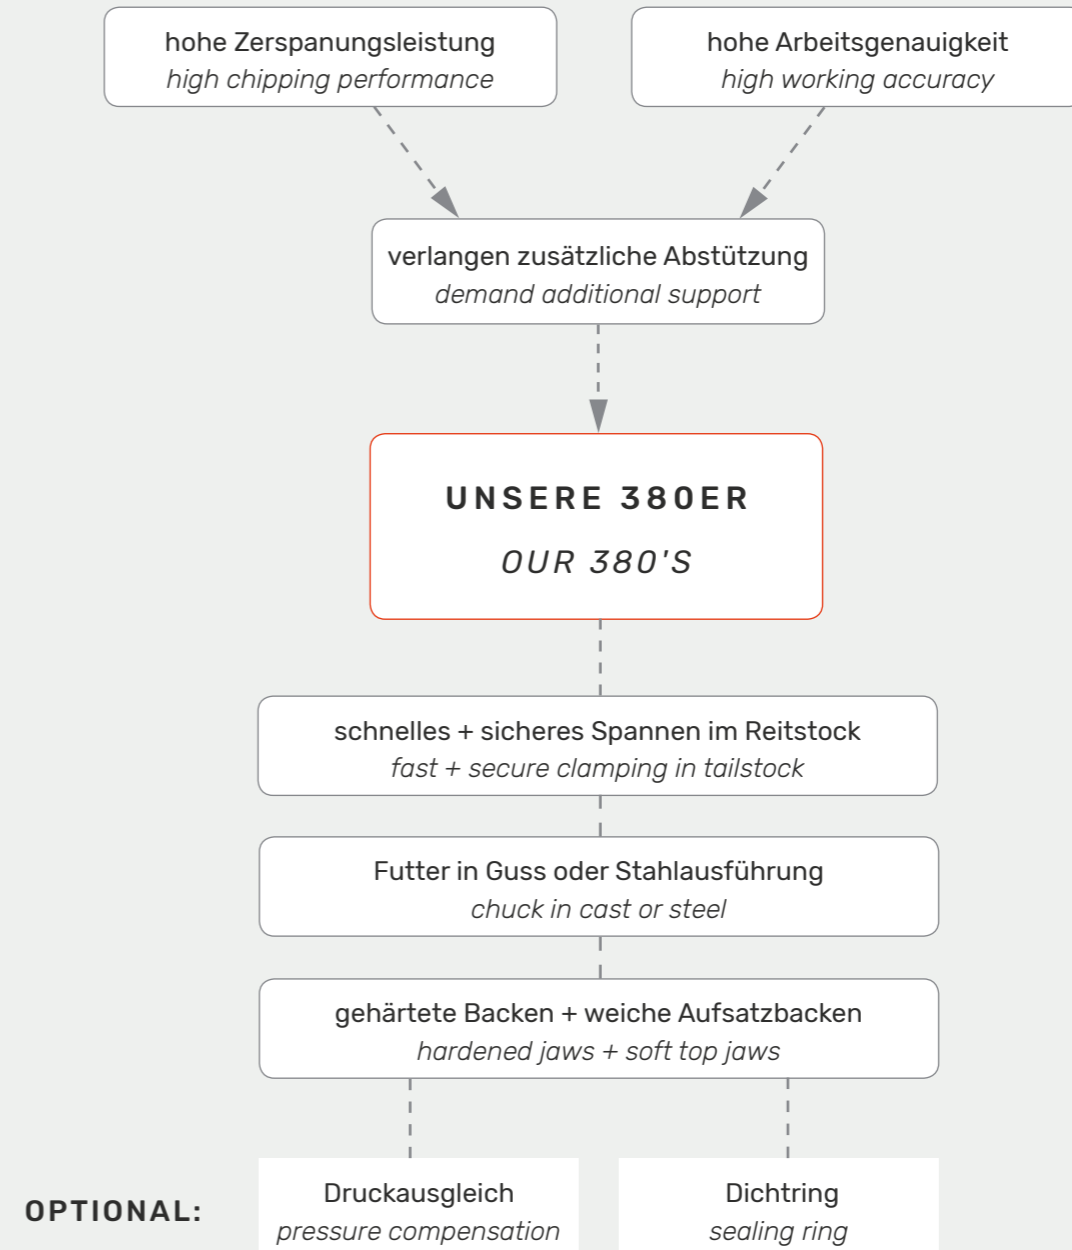 hohe Zerspanungsleistung
high chipping performance
hohe Arbeitsgenauigkeit
high working accuracy
verlangen zusätzliche Abstützung
demand additional support
UNSERE 380ER
OUR 380'S
schnelles + sicheres Spannen im Reitstock
fast + secure clamping in tailstock
Futter in Guss oder Stahlausführung
chuck in cast or steel
gehärtete Backen + weiche Aufsatzbacken
hardened jaws + soft top jaws
OPTIONAL:
Druckausgleich
pressure compensation
Dichtring
sealing ring